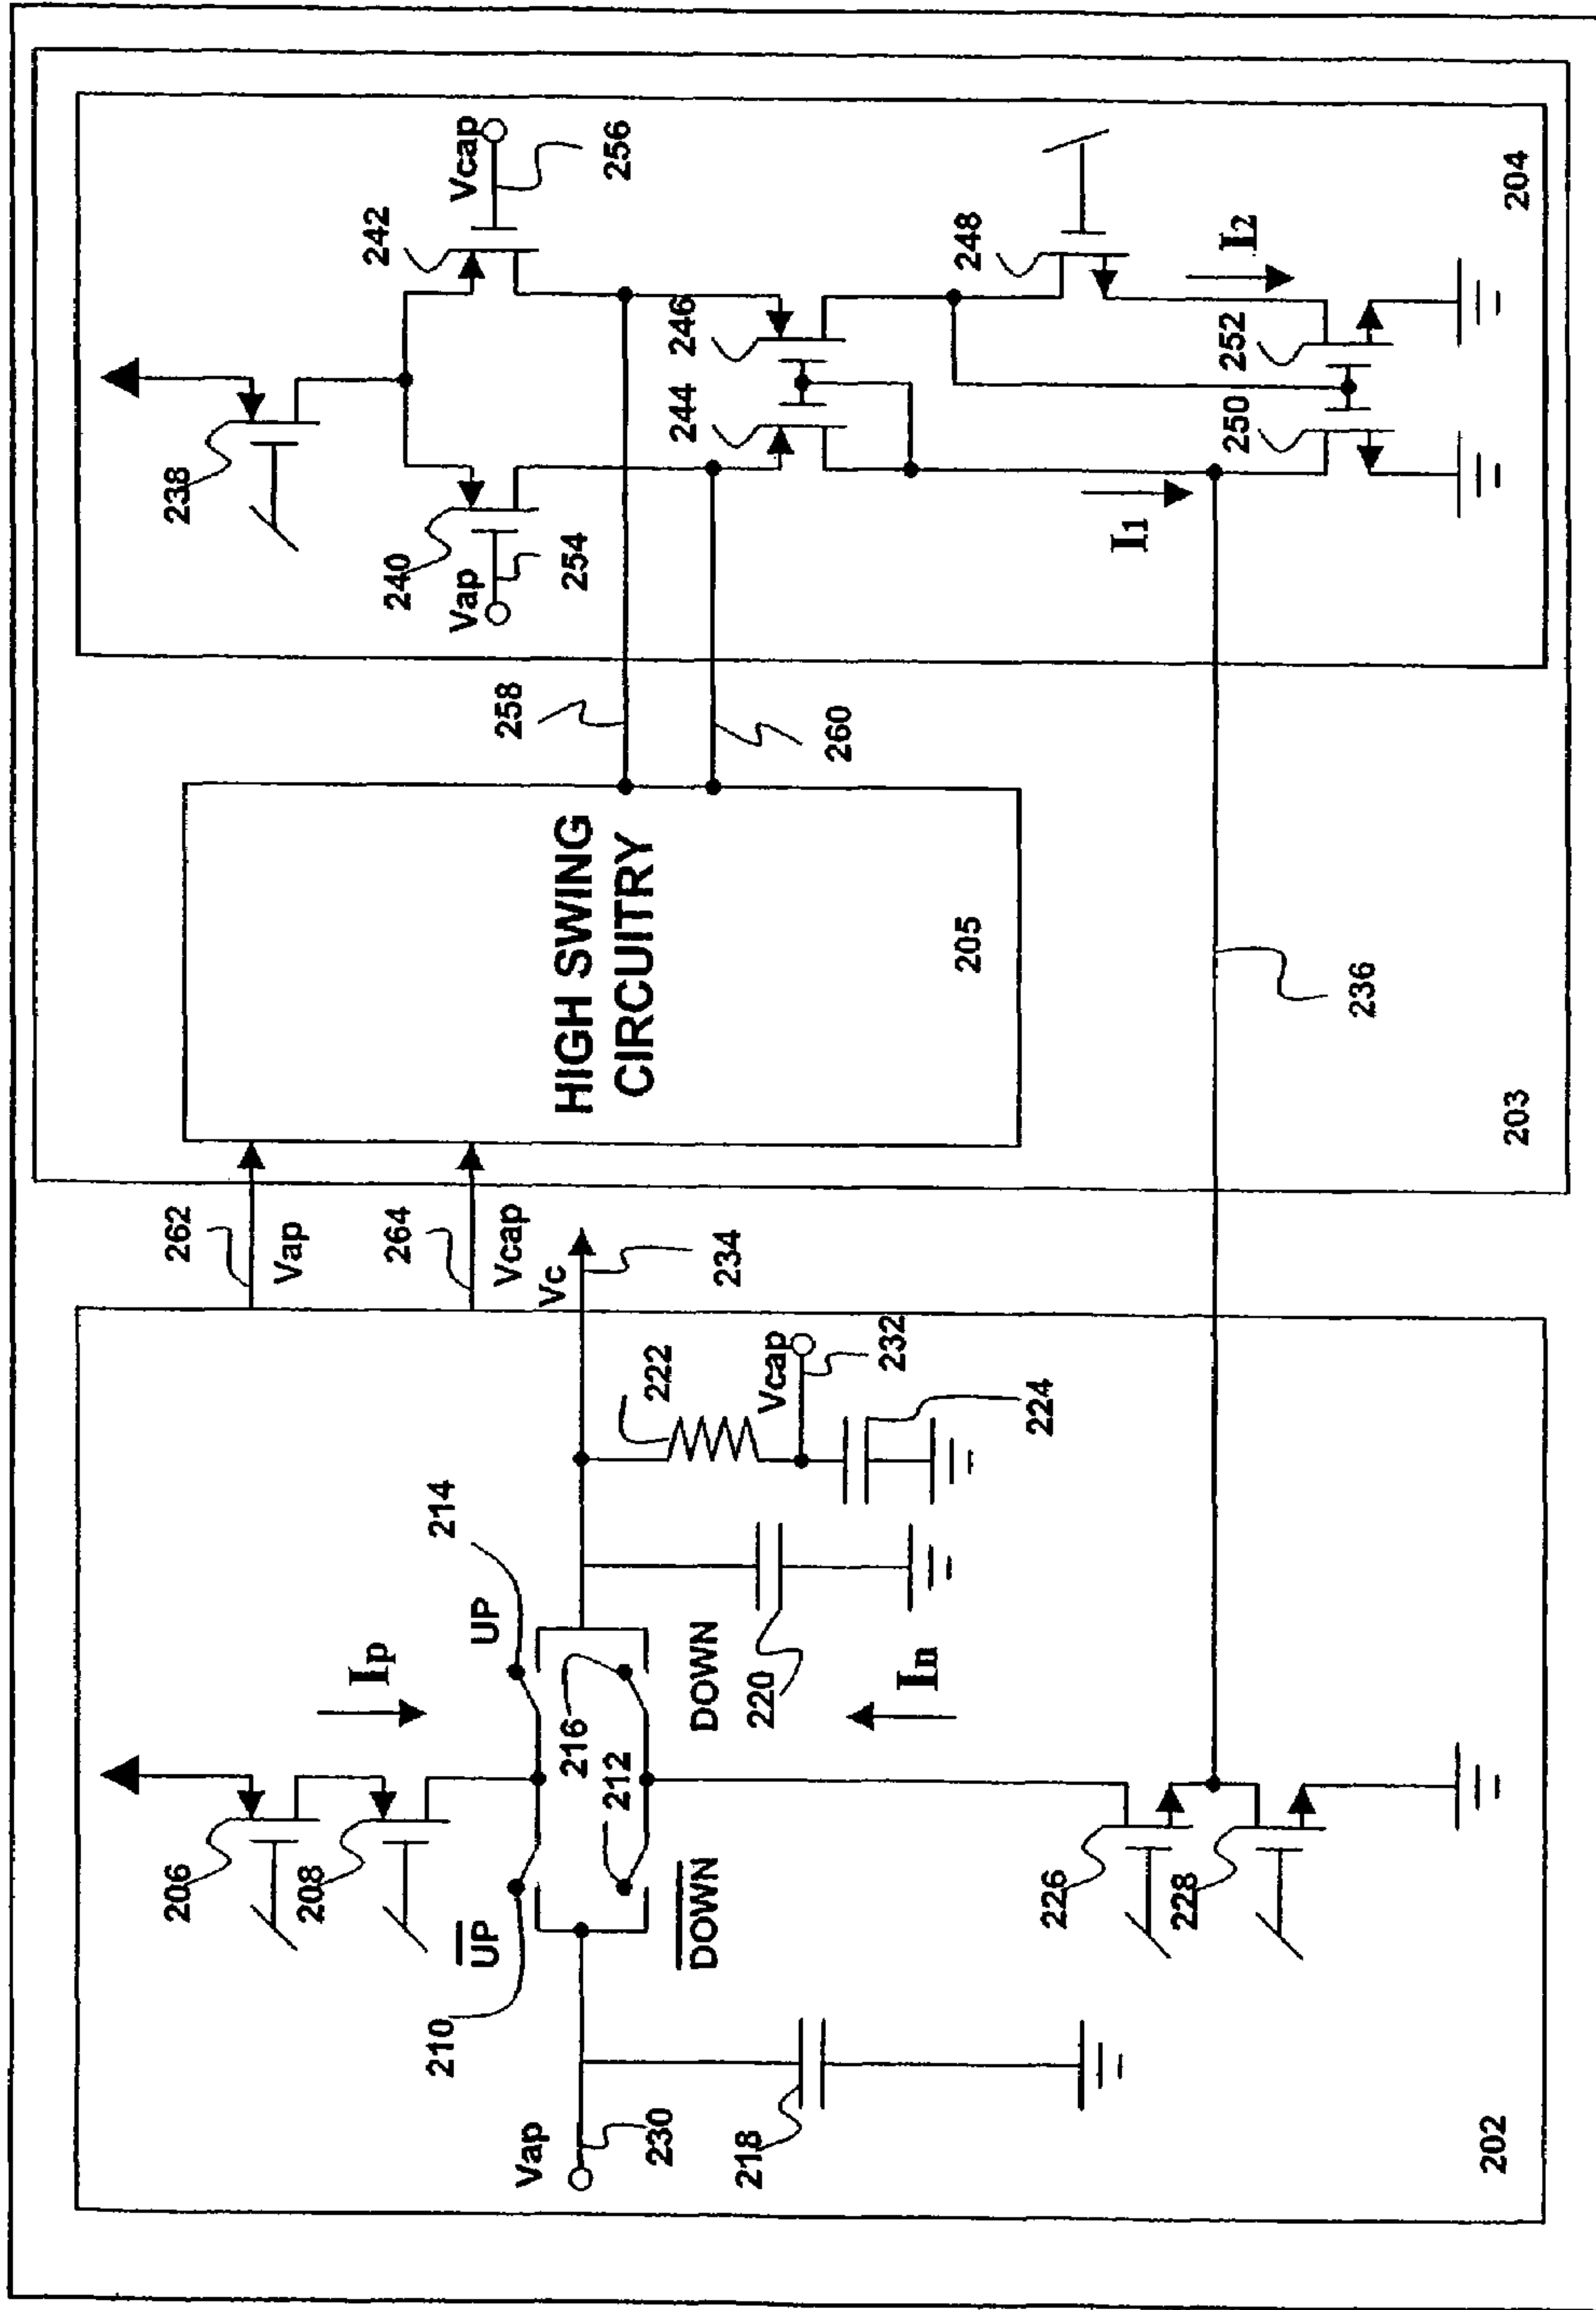 206
208
Ip
U̅P̅
UP
210
214
Vap
230
216
212
Vc
234
222
Vcap
232
D̅O̅W̅N̅
DOWN
218
220
224
In
226
228
202
262
Vap
264
Vcap
HIGH SWING
CIRCUITRY
205
258
260
236
203
238
240
242
Vap
254
Vcap
256
244
246
248
I1
I2
250
252
204